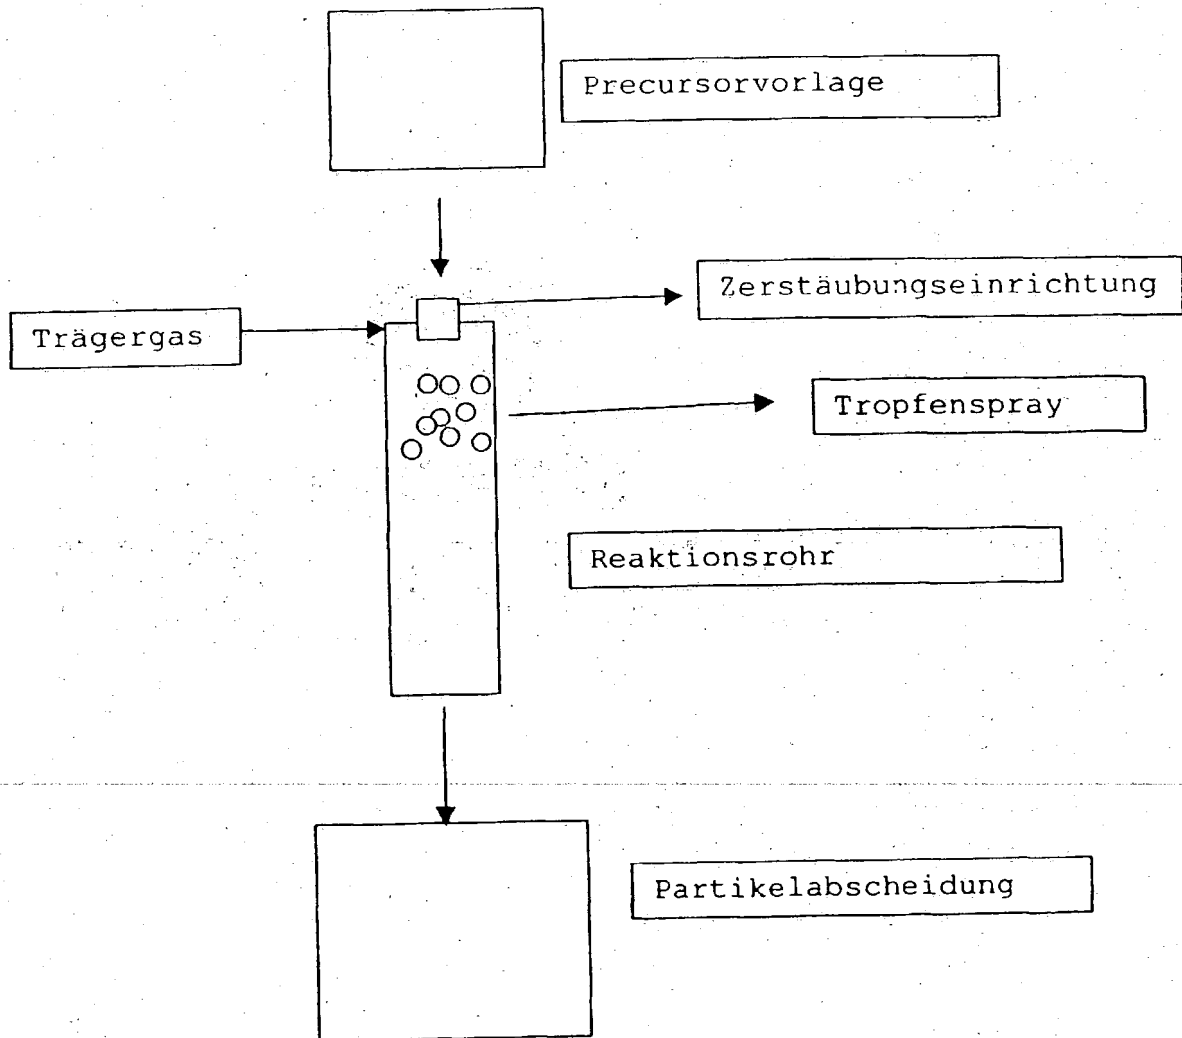 Precursorvorlage
Zerstäubungseinrichtung
Trägergas
Tropfenspray
Reaktionsrohr
Partikelabscheidung